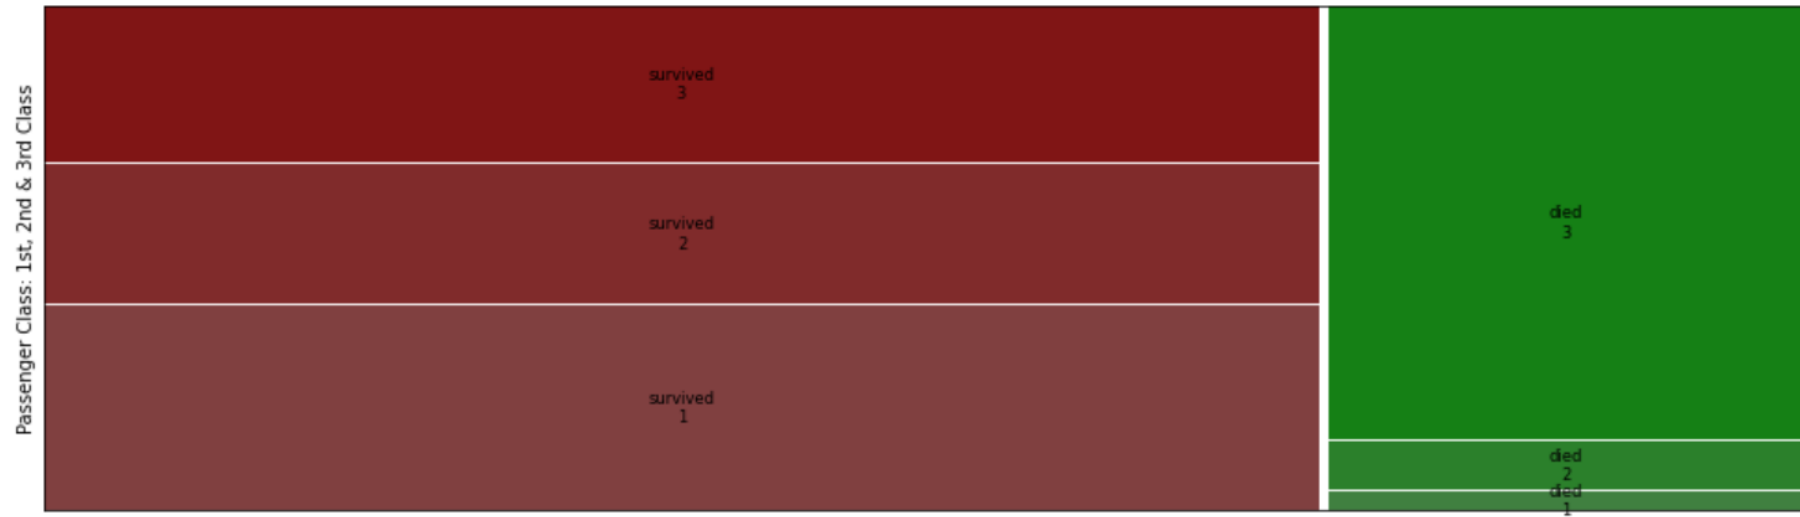 Passenger Class: 1st, 2nd & 3rd Class
survived
3
survived
2
survived
1
died
3
died
2
died
1